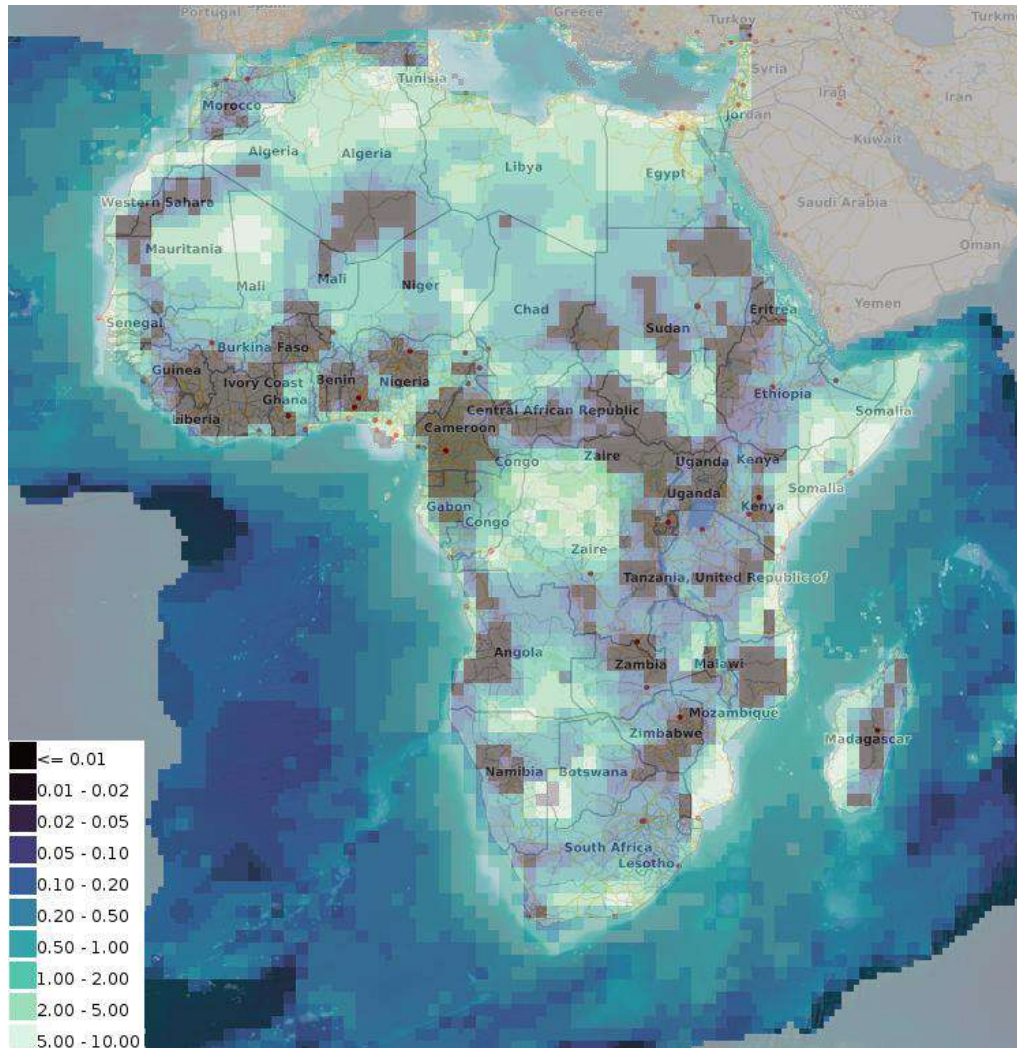 Portugal
Spain
Greece
Turkey
Turkm
Tunisia
Syria
Morocco
Iraq
Iran
Jordan
Kuwait
Algeria
Algeria
Libya
Egypt
Western Sahara
Saudi Arabia
Mauritania
Oman
Mali
Mali
Niger
Chad
Eritrea
Yemen
Senegal
Sudan
Burkina Faso
Guinea
Ivory Coast
Benin
Nigeria
Ethiopia
Ghana
Central African Republic
Somalia
Liberia
Cameroon
Congo
Zaire
Uganda
Kenya
Uganda
Somalia
Gabon
Kenya
Congo
Zaire
Tanzania, United Republic of
Angola
Zambia
Malawi
Mozambique
Zimbabwe
Madagascar
Namibia
Botswana
South Africa
Lesotho
<= 0.01
0.01 - 0.02
0.02 - 0.05
0.05 - 0.10
0.10 - 0.20
0.20 - 0.50
0.50 - 1.00
1.00 - 2.00
2.00 - 5.00
5.00 - 10.00